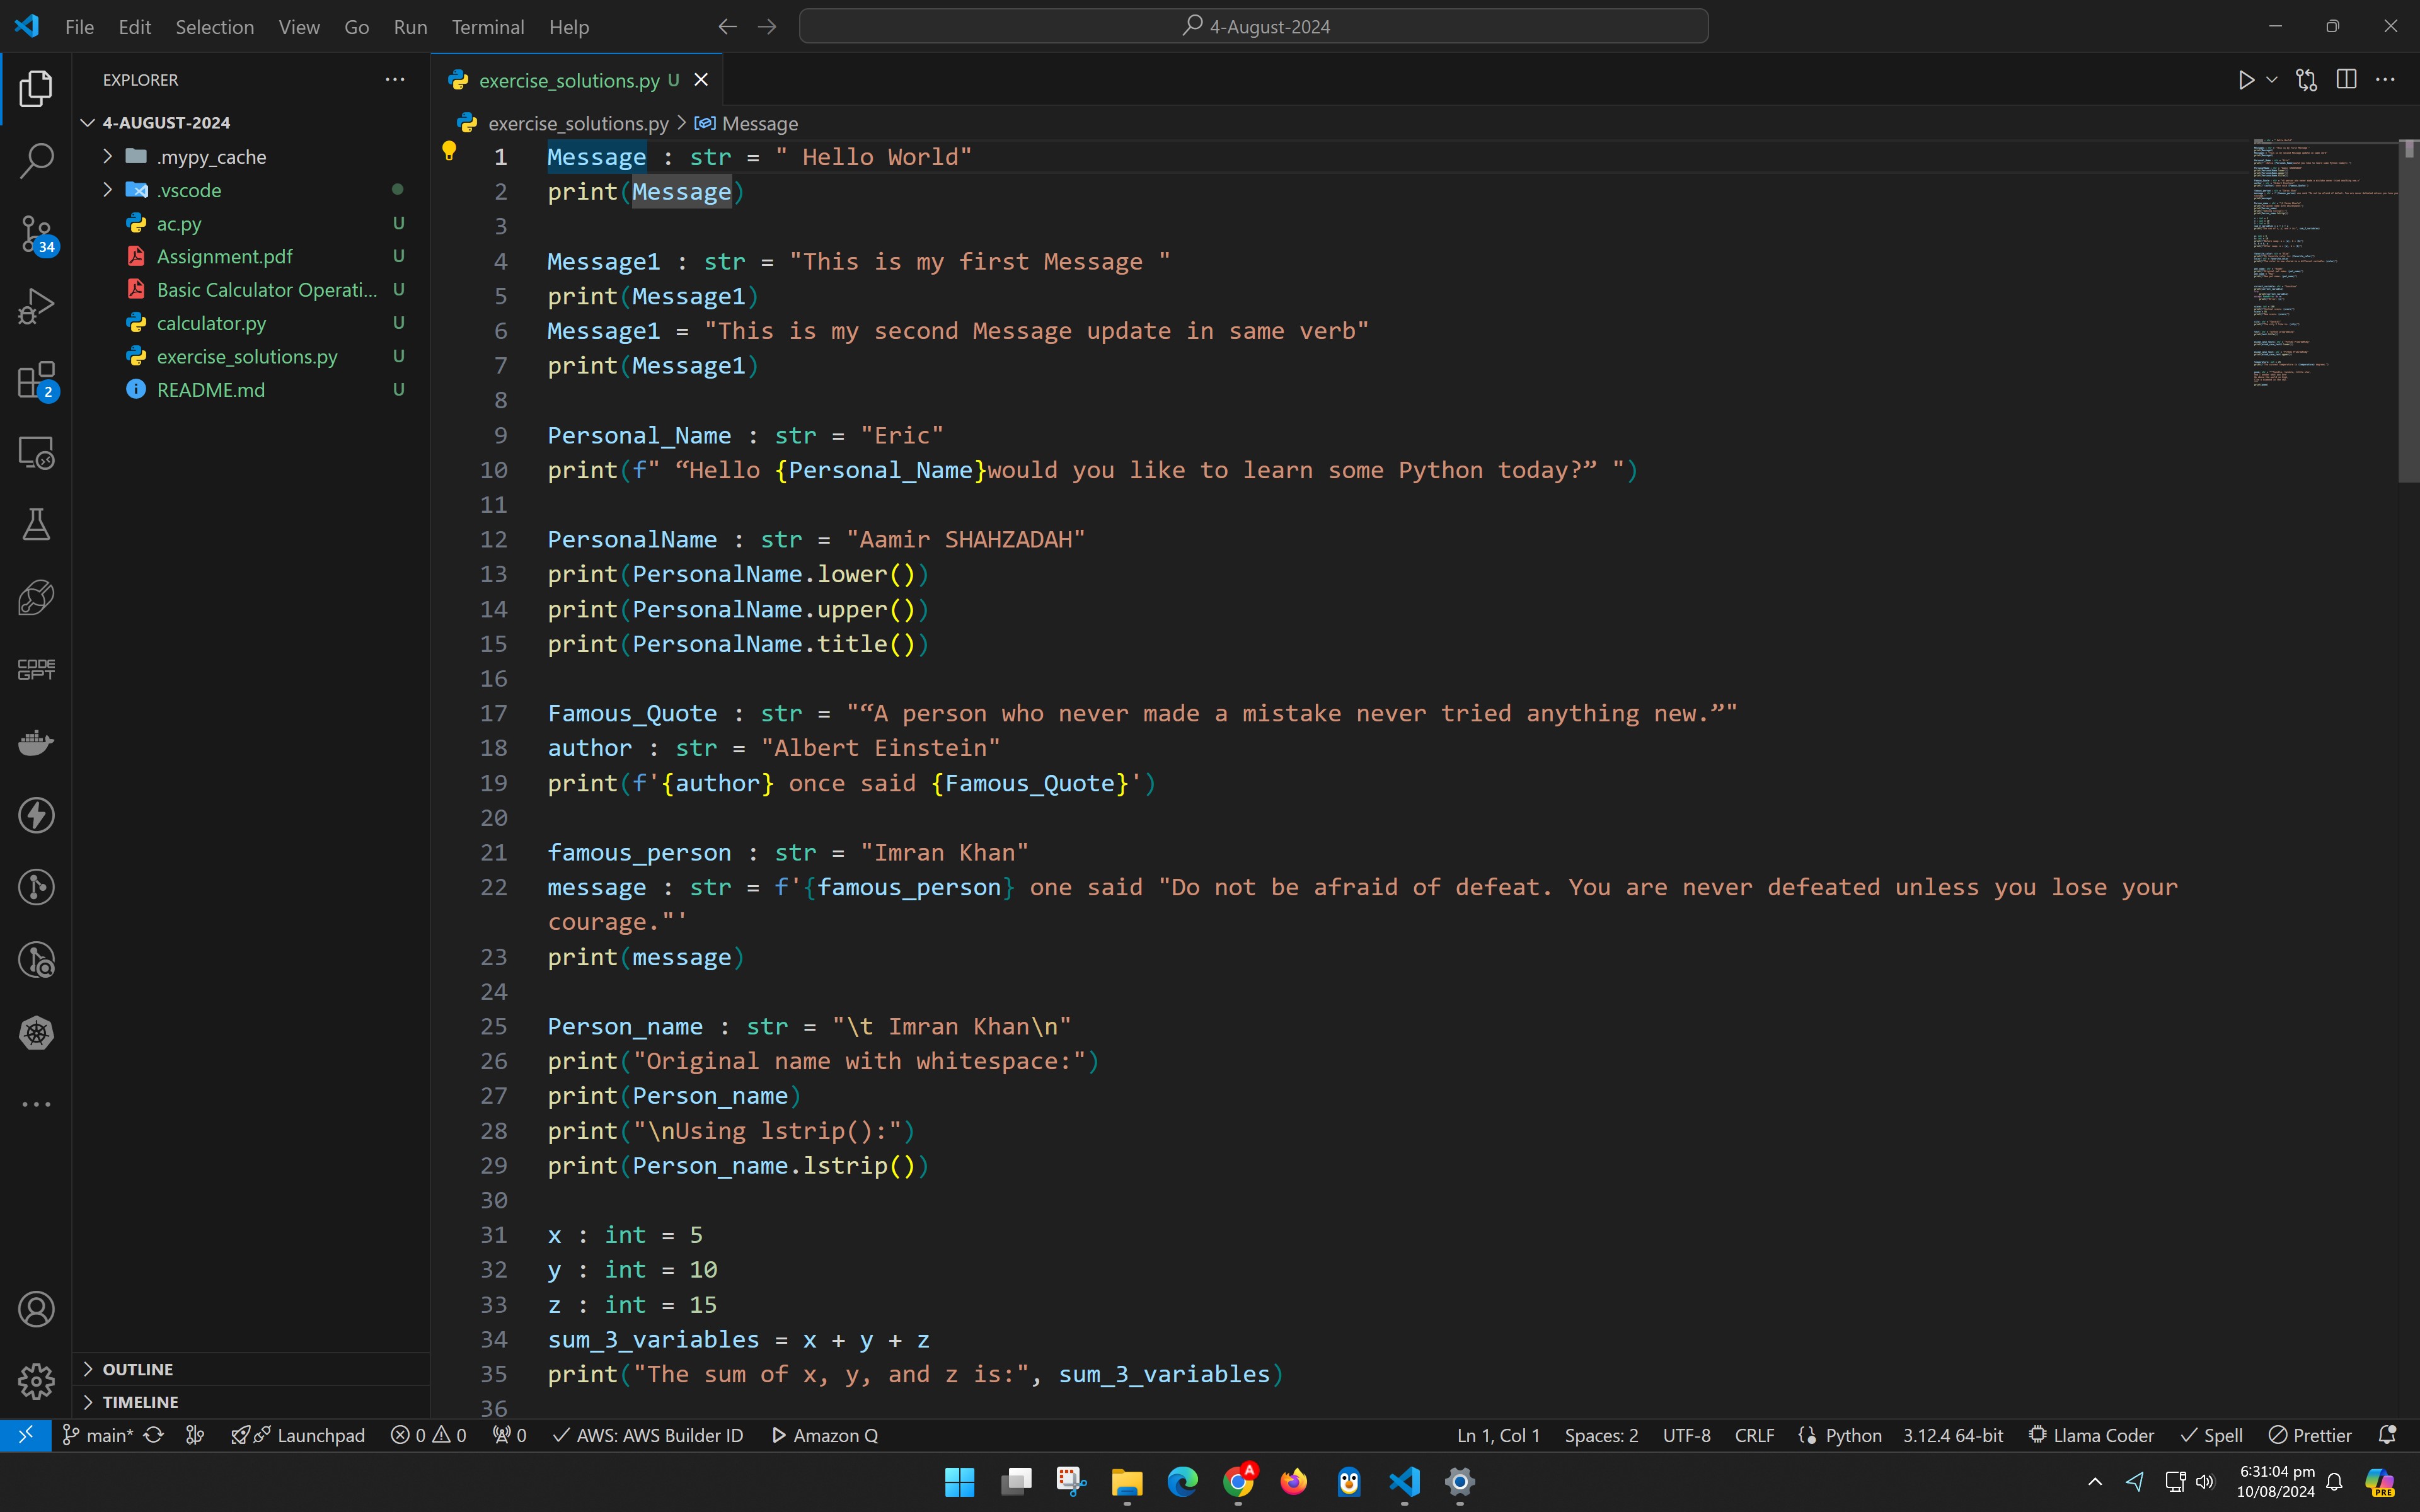 File Edit Selection View Go Run Terminal Help
4-August-2024
EXPLORER
exercise_solutions.py U
4-AUGUST-2024
exercise_solutions.py > Message
.mypy_cache
.vscode
ac.py U
Assignment.pdf U
Basic Calculator Operati... U
calculator.py U
exercise_solutions.py U
README.md U
34
2
CODE
GPT
1 Message : str = " Hello World"
2 print(Message)
3
4 Message1 : str = "This is my first Message "
5 print(Message1)
6 Message1 = "This is my second Message update in same verb"
7 print(Message1)
8
9 Personal_Name : str = "Eric"
10 print(f" “Hello {Personal_Name}would you like to learn some Python today?” ")
11
12 PersonalName : str = "Aamir SHAHZADAH"
13 print(PersonalName.lower())
14 print(PersonalName.upper())
15 print(PersonalName.title())
16
17 Famous_Quote : str = "“A person who never made a mistake never tried anything new.”"
18 author : str = "Albert Einstein"
19 print(f'{author} once said {Famous_Quote}')
20
21 famous_person : str = "Imran Khan"
22 message : str = f'{famous_person} one said "Do not be afraid of defeat. You are never defeated unless you lose your
courage."'
23 print(message)
24
25 Person_name : str = "\t Imran Khan\n"
26 print("Original name with whitespace:")
27 print(Person_name)
28 print("\nUsing lstrip():")
29 print(Person_name.lstrip())
30
31 x : int = 5
32 y : int = 10
33 z : int = 15
34 sum_3_variables = x + y + z
35 print("The sum of x, y, and z is:", sum_3_variables)
36
OUTLINE
TIMELINE
main* Launchpad 0 0 0 AWS: AWS Builder ID Amazon Q Ln 1, Col 1 Spaces: 2 UTF-8 CRLF Python 3.12.4 64-bit Llama Coder Spell Prettier
A
6:31:04 pm
10/08/2024
PRE